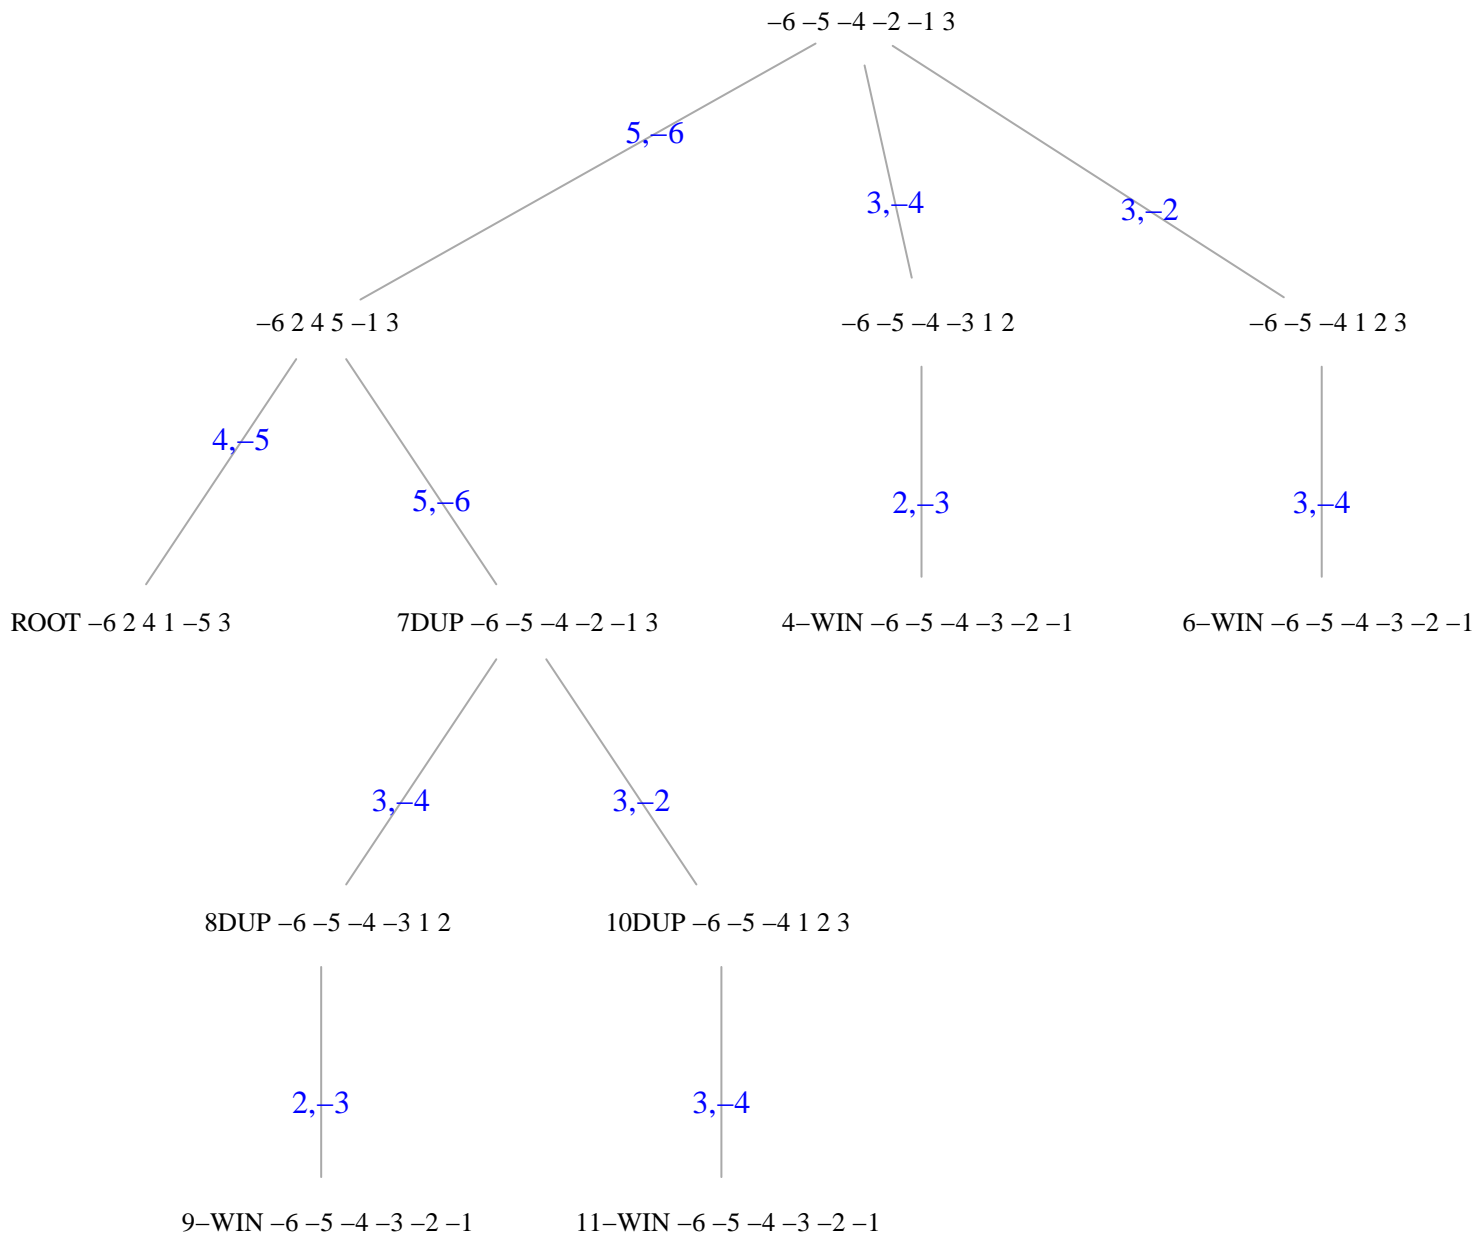 –6 –5 –4 –2 –1 3
5,–6
3,–4
3,–2
–6 2 4 5 –1 3
–6 –5 –4 –3 1 2
–6 –5 –4 1 2 3
4,–5
5,–6
2,–3
3,–4
ROOT –6 2 4 1 –5 3
7DUP –6 –5 –4 –2 –1 3
4–WIN –6 –5 –4 –3 –2 –1
6–WIN –6 –5 –4 –3 –2 –1
3,–4
3,–2
8DUP –6 –5 –4 –3 1 2
10DUP –6 –5 –4 1 2 3
2,–3
3,–4
9–WIN –6 –5 –4 –3 –2 –1
11–WIN –6 –5 –4 –3 –2 –1